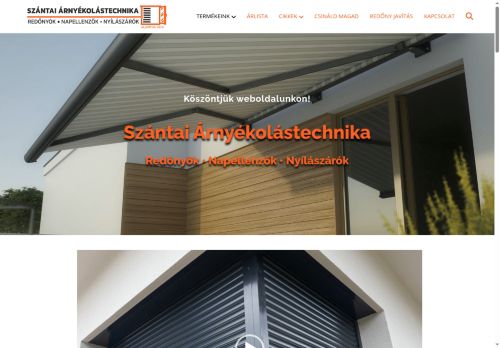 SZÁNTAI ÁRNYÉKOLÁSTECHNIKA
REDŐNYÖK • NAPELLENZŐK • NYÍLÁSZÁRÓK
TERMÉKEINK
ÁRLISTA
CIKKEK
CSINÁLD MAGAD
REDŐNY JAVÍTÁS
KAPCSOLAT
Köszöntjük weboldalunkon!
Szántai Árnyékolástechnika
Redőnyök • Napellenzők • Nyílászárók